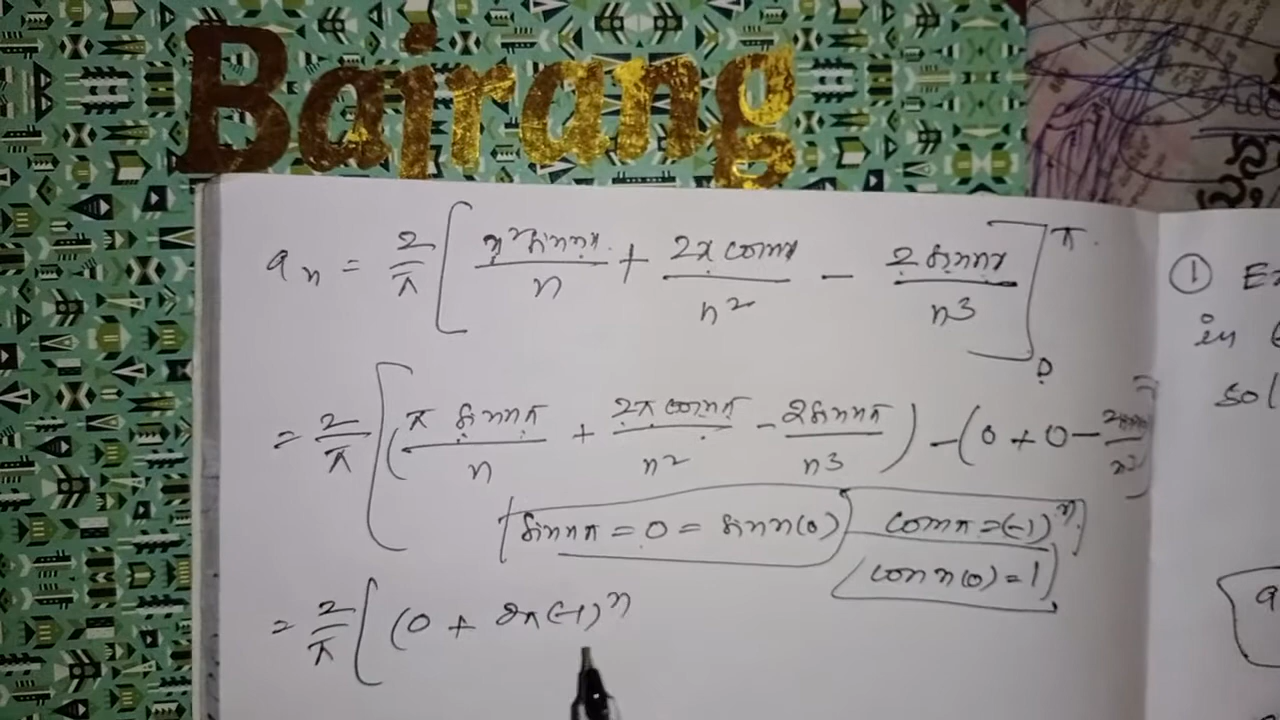 Bajrang
aₙ = 2/π [ x² sin nx / n + 2x cos nx / n² − 2 sin nx / n³ ]₀^π
= 2/π [ ( π sin nπ / n + 2π cos nπ / n² − 2 sin nπ / n³ ) − ( 0 + 0 −
sin nπ = 0 = sin n(0)
cos nπ = (-1)ⁿ
cos n(0) = 1
= 2/π [ ( 0 + 2π (-1)ⁿ
①
in
sol
a